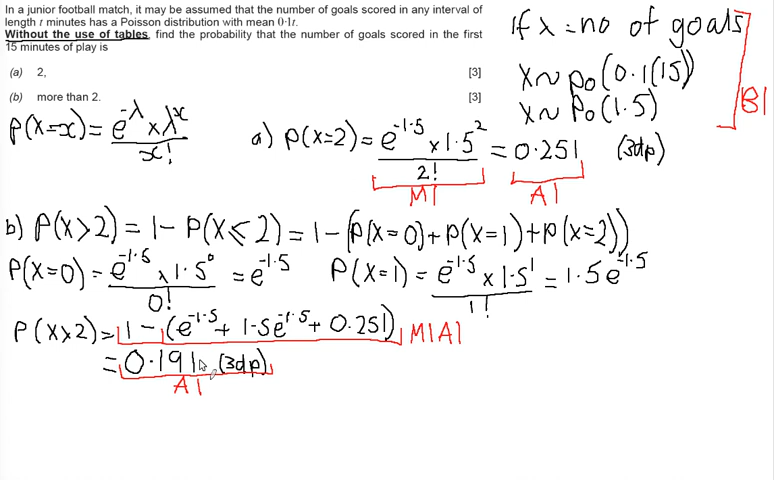 In a junior football match, it may be assumed that the number of goals scored in any interval of
length t minutes has a Poisson distribution with mean 0·1t.
Without the use of tables, find the probability that the number of goals scored in the first
15 minutes of play is
(a) 2, [3]
(b) more than 2. [3]
If X = no of goals
X ~ Po(0.1(15))
X ~ Po(1.5)
B1
P(X=x) = e^-λ × λ^x / x!
a) P(X=2) = e^-1.5 × 1.5^2 / 2! = 0.251 (3dp)
M1 A1
b) P(X>2) = 1 - P(X≤2) = 1 - (P(X=0) + P(X=1) + P(X=2))
P(X=0) = e^-1.5 × 1.5^0 / 0! = e^-1.5 P(X=1) = e^-1.5 × 1.5^1 / 1! = 1.5e^-1.5
P(X>2) = 1 - (e^-1.5 + 1.5e^-1.5 + 0.251) M1A1
= 0.191 (3dp)
A1